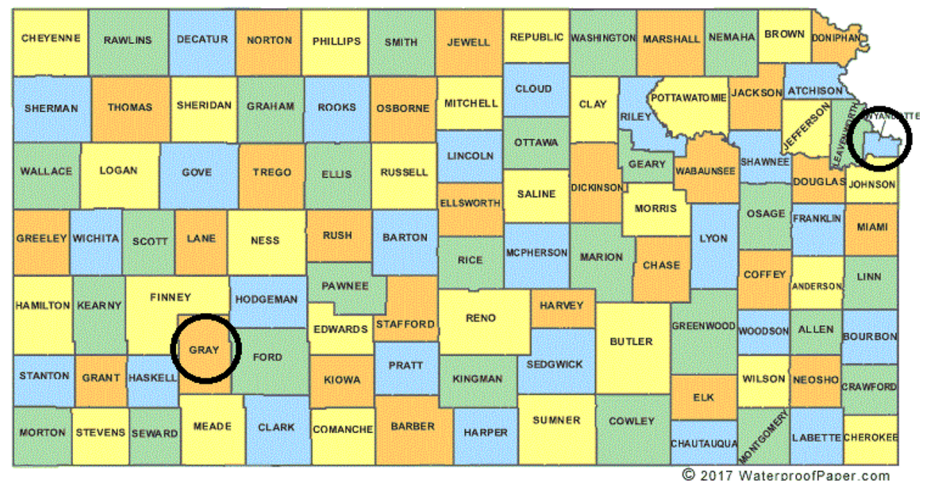 CHEYENNE RAWLINS DECATUR NORTON PHILLIPS SMITH JEWELL REPUBLIC WASHINGTON MARSHALL NEMAHA BROWN DONIPHAN
SHERMAN THOMAS SHERIDAN GRAHAM ROOKS OSBORNE MITCHELL CLOUD CLAY RILEY POTTAWATOMIE JACKSON ATCHISON
JEFFERSON LEAVENWORTH WYANDOTTE
WALLACE LOGAN GOVE TREGO ELLIS RUSSELL LINCOLN OTTAWA GEARY WABAUNSEE SHAWNEE DOUGLAS JOHNSON
ELLSWORTH SALINE DICKINSON MORRIS
GREELEY WICHITA SCOTT LANE NESS RUSH BARTON RICE MCPHERSON MARION CHASE LYON OSAGE FRANKLIN MIAMI
HAMILTON KEARNY FINNEY HODGEMAN PAWNEE STAFFORD RENO HARVEY COFFEY ANDERSON LINN
GRAY FORD EDWARDS BUTLER GREENWOOD WOODSON ALLEN BOURBON
STANTON GRANT HASKELL KIOWA PRATT KINGMAN SEDGWICK ELK WILSON NEOSHO CRAWFORD
MORTON STEVENS SEWARD MEADE CLARK COMANCHE BARBER HARPER SUMNER COWLEY CHAUTAUQUA MONTGOMERY LABETTE CHEROKEE
© 2017 WaterproofPaper.com